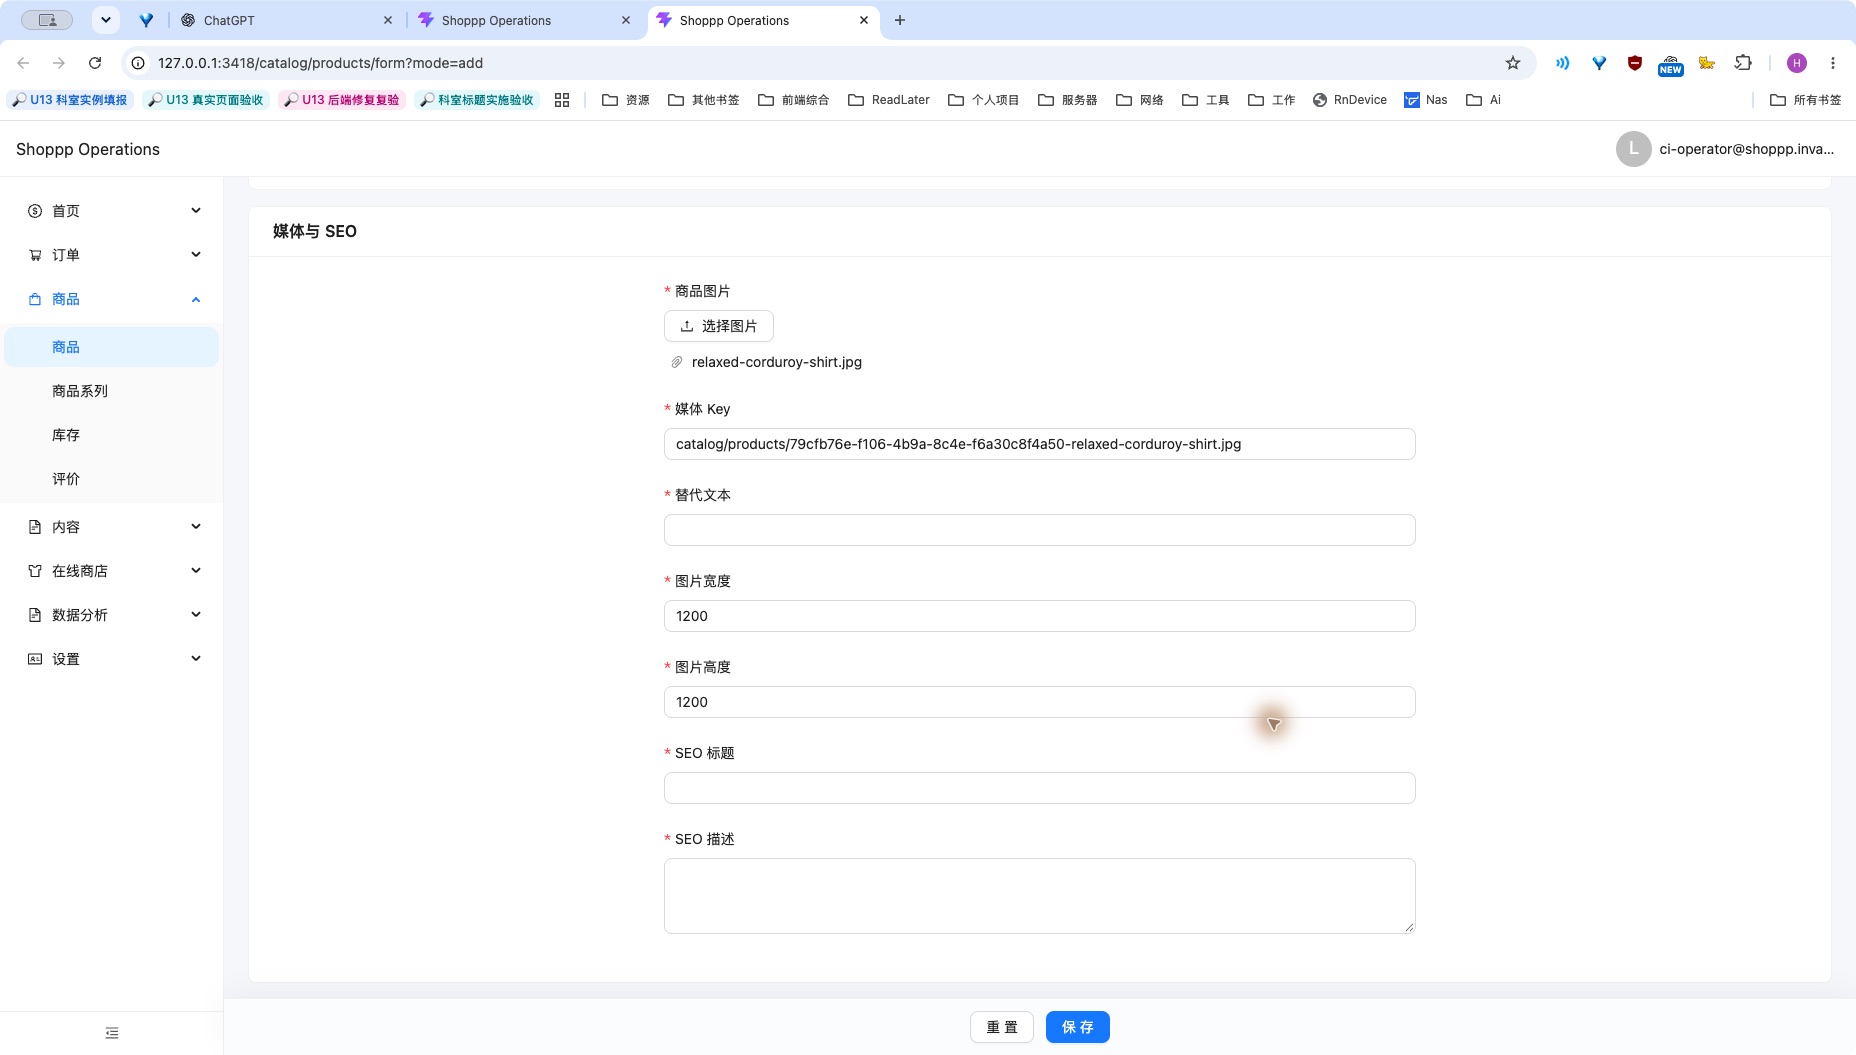 ChatGPT
Shoppp Operations
Shoppp Operations
127.0.0.1:3418/catalog/products/form?mode=add
NEW
H
U13 科室实例填报
U13 真实页面验收
U13 后端修复复验
科室标题实施验收
资源
其他书签
前端综合
ReadLater
个人项目
服务器
网络
工具
工作
RnDevice
Nas
Ai
所有书签
Shoppp Operations
L
ci-operator@shoppp.inva...
首页
订单
商品
商品
商品系列
库存
评价
内容
在线商店
数据分析
设置
媒体与 SEO
* 商品图片
选择图片
relaxed-corduroy-shirt.jpg
* 媒体 Key
catalog/products/79cfb76e-f106-4b9a-8c4e-f6a30c8f4a50-relaxed-corduroy-shirt.jpg
* 替代文本
* 图片宽度
1200
* 图片高度
1200
* SEO 标题
* SEO 描述
重 置
保 存